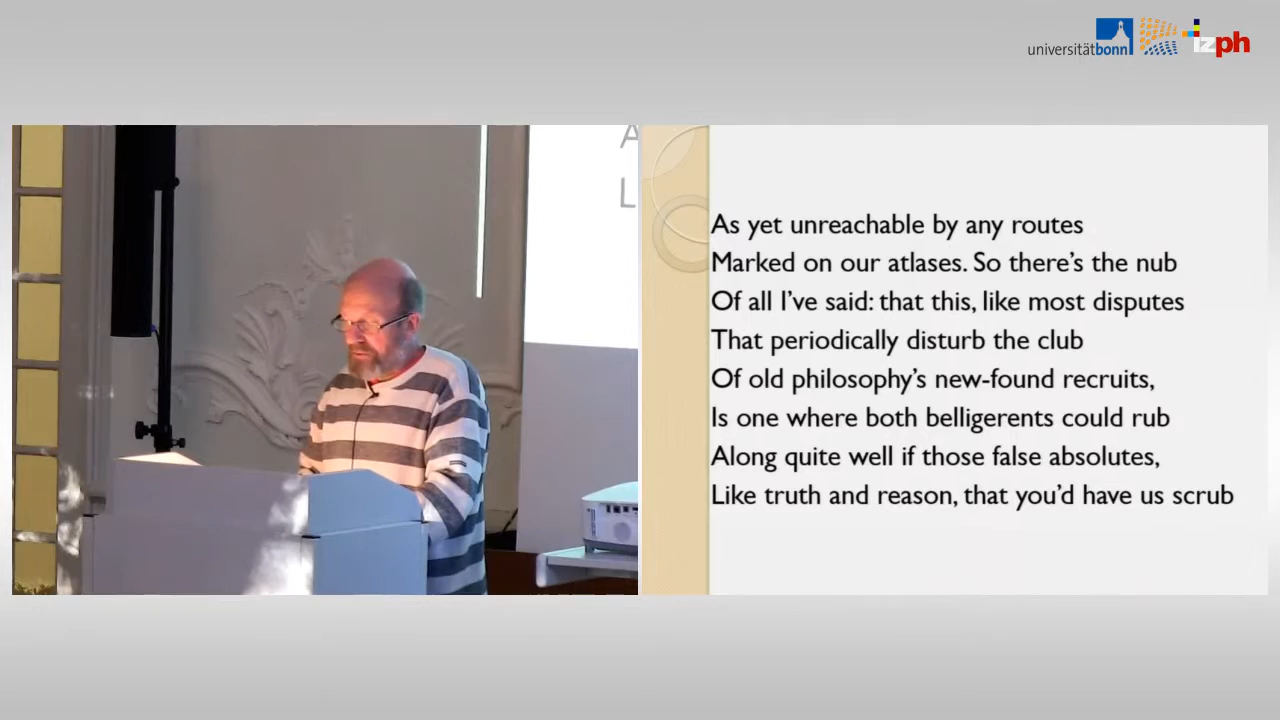 universitätbonn
izph
A
L
As yet unreachable by any routes
Marked on our atlases. So there's the nub
Of all I've said: that this, like most disputes
That periodically disturb the club
Of old philosophy's new-found recruits,
Is one where both belligerents could rub
Along quite well if those false absolutes,
Like truth and reason, that you'd have us scrub